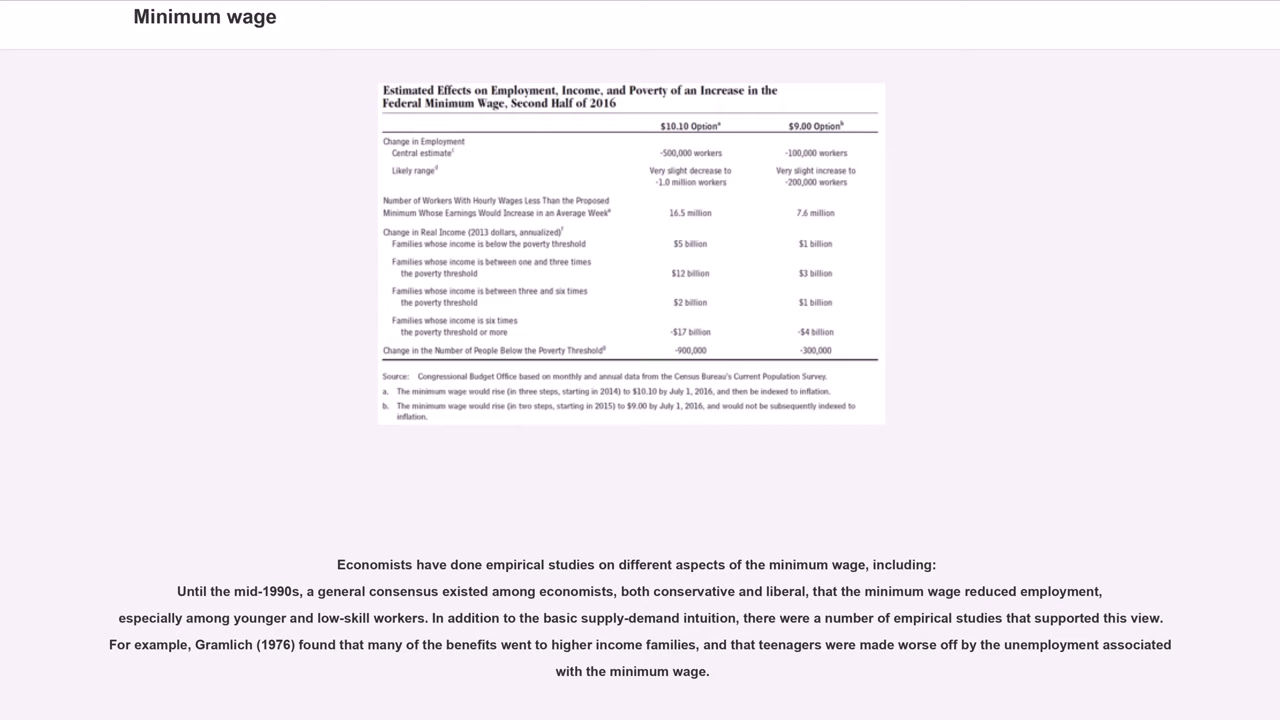 Minimum wage
Estimated Effects on Employment, Income, and Poverty of an Increase in the
Federal Minimum Wage, Second Half of 2016
$10.10 Optionᵃ $9.00 Optionᵇ
Change in Employment
Central estimateᶜ -500,000 workers -100,000 workers
Likely rangeᵈ Very slight decrease to Very slight increase to
-1.0 million workers -200,000 workers
Number of Workers With Hourly Wages Less Than the Proposed
Minimum Whose Earnings Would Increase in an Average Weekᵉ 16.5 million 7.6 million
Change in Real Income (2013 dollars, annualized)ᶠ
Families whose income is below the poverty threshold $5 billion $1 billion
Families whose income is between one and three times
the poverty threshold $12 billion $3 billion
Families whose income is between three and six times
the poverty threshold $2 billion $1 billion
Families whose income is six times
the poverty threshold or more -$17 billion -$4 billion
Change in the Number of People Below the Poverty Thresholdᵍ -900,000 -300,000
Source: Congressional Budget Office based on monthly and annual data from the Census Bureau's Current Population Survey.
a. The minimum wage would rise (in three steps, starting in 2014) to $10.10 by July 1, 2016, and then be indexed to inflation.
b. The minimum wage would rise (in two steps, starting in 2015) to $9.00 by July 1, 2016, and would not be subsequently indexed to
inflation.
Economists have done empirical studies on different aspects of the minimum wage, including:
Until the mid-1990s, a general consensus existed among economists, both conservative and liberal, that the minimum wage reduced employment,
especially among younger and low-skill workers. In addition to the basic supply-demand intuition, there were a number of empirical studies that supported this view.
For example, Gramlich (1976) found that many of the benefits went to higher income families, and that teenagers were made worse off by the unemployment associated
with the minimum wage.